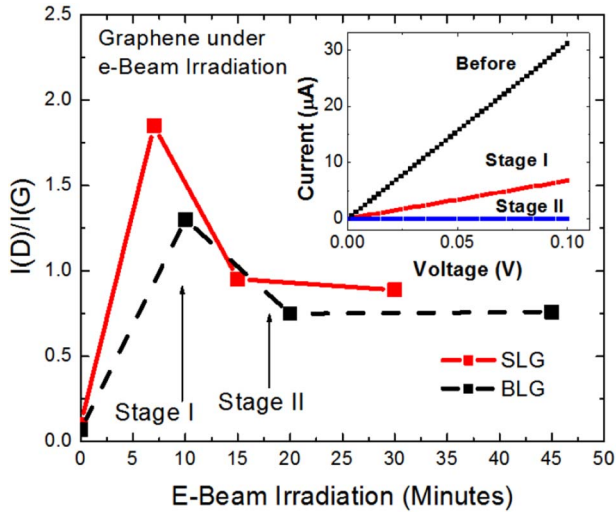 2.5
2.0
1.5
1.0
0.5
0.0
I(D)/I(G)
Graphene under
e-Beam Irradiation
Stage I
Stage II
SLG
BLG
0 5 10 15 20 25 30 35 40 45 50
E-Beam Irradiation (Minutes)
30
20
10
0
Current (μA)
Before
Stage I
Stage II
0.00 0.05 0.10
Voltage (V)